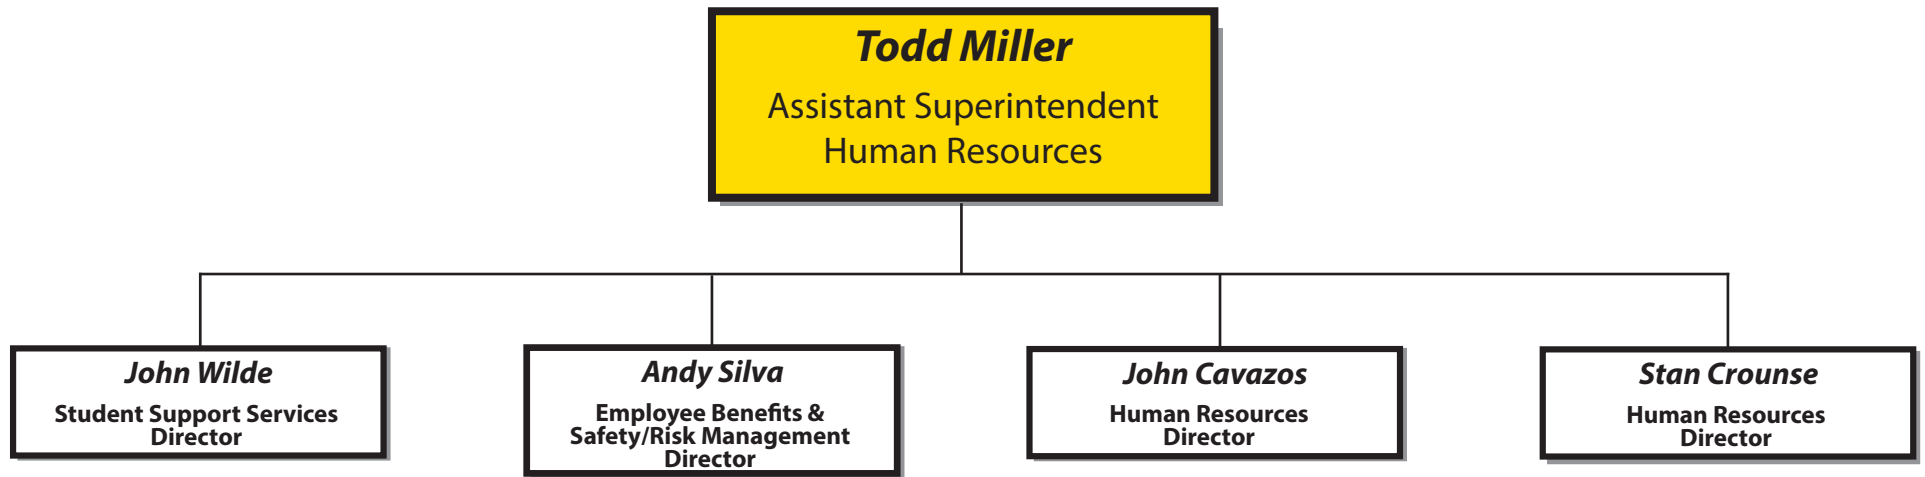 Todd Miller
Assistant Superintendent
Human Resources
John Wilde
Student Support Services
Director
Andy Silva
Employee Benefits &
Safety/Risk Management
Director
John Cavazos
Human Resources
Director
Stan Crounse
Human Resources
Director